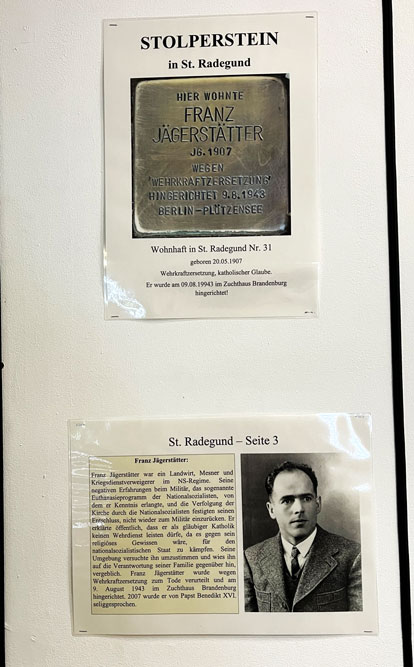 STOLPERSTEIN
in St. Radegund
HIER WOHNTE
FRANZ
JÄGERSTÄTTER
JG. 1907
WEGEN
'WEHRKRAFTZERSETZUNG'
HINGERICHTET 9.8.1943
BERLIN-PLÖTZENSEE
Wohnhaft in St. Radegund Nr. 31
geboren 20.05.1907
Wehrkraftzersetzung, katholischer Glaube.
Er wurde am 09.08.19943 im Zuchthaus Brandenburg
hingerichtet!
St. Radegund – Seite 3
Franz Jägerstätter:
Franz Jägerstätter war ein Landwirt, Mesner und
Kriegsdienstverweigerer im NS-Regime. Seine
negativen Erfahrungen beim Militär, das sogenannte
Euthanasieprogramm der Nationalsozialisten, von
dem er Kenntnis erlangte, und die Verfolgung der
Kirche durch die Nationalsozialisten festigten seinen
Entschluss, nicht wieder zum Militär einzurücken. Er
erklärte öffentlich, dass er als gläubiger Katholik
keinen Wehrdienst leisten dürfe, da es gegen sein
religiöses Gewissen wäre, für den
nationalsozialistischen Staat zu kämpfen. Seine
Umgebung versuchte ihn umzustimmen und wies ihn
auf die Verantwortung seiner Familie gegenüber hin,
vergeblich. Franz Jägerstätter wurde wegen
Wehrkraftzersetzung zum Tode verurteilt und am
9. August 1943 im Zuchthaus Brandenburg
hingerichtet. 2007 wurde er von Papst Benedikt XVI.
seliggesprochen.